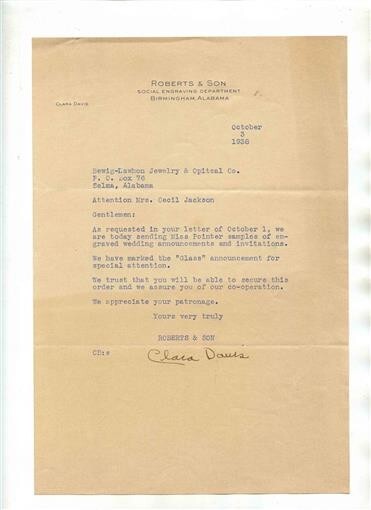 ROBERTS & SON
SOCIAL ENGRAVING DEPARTMENT
BIRMINGHAM, ALABAMA
CLARA DAVIS
October
3
1938
Bewig-Lawhon Jewelry & Opitcal Co.
P. O. Box 76
Selma, Alabama
Attention Mrs. Cecil Jackson
Gentlemen:
As requested in your letter of October 1, we
are today sending Miss Pointer samples of en-
graved wedding announcements and invitations.
We have marked the "Glass" announcement for
special attention.
We trust that you will be able to secure this
order and we assure you of our co-operation.
We appreciate your patronage.
Yours very truly
ROBERTS & SON
CD:s
Clara Davis